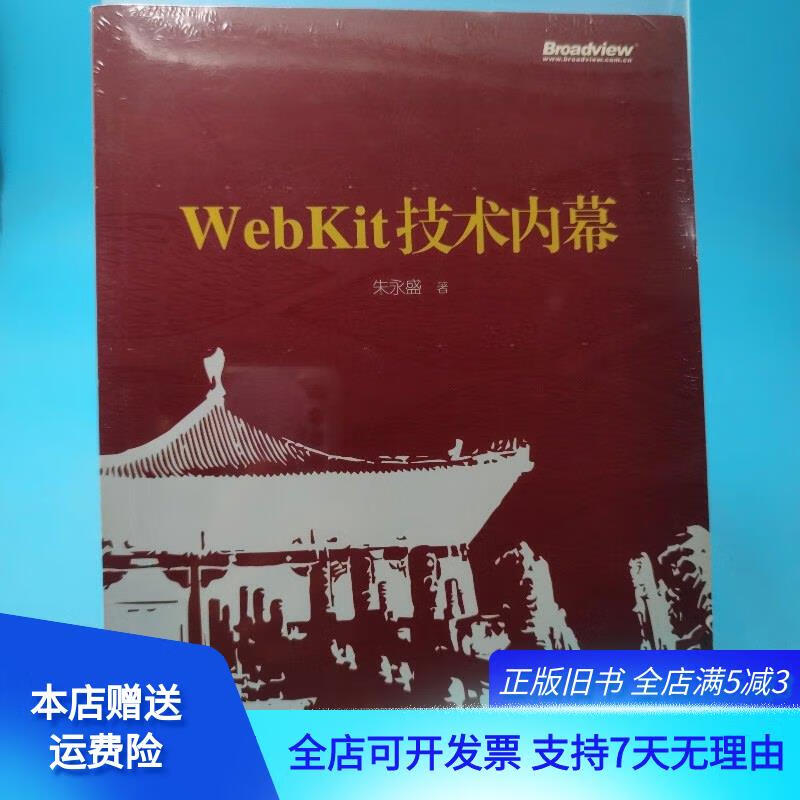 Broadview
www.broadview.com.cn
WebKit技术内幕
朱永盛 著
本店赠送
运费险
正版旧书 全店满5减3
全店可开发票 支持7天无理由